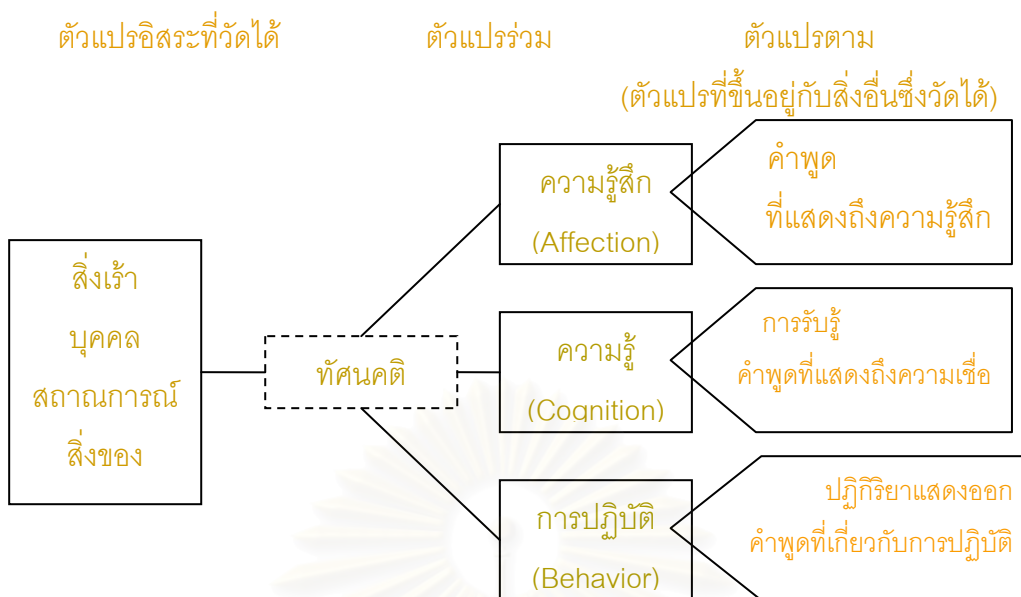 ตัวแปรอิสระที่วัดได้ ตัวแปรร่วม ตัวแปรตาม
(ตัวแปรที่ขึ้นอยู่กับสิ่งอื่นซึ่งวัดได้)
สิ่งเร้า
บุคคล
สถาณการณ์
สิ่งของ
ทัศนคติ
ความรู้สึก
(Affection)
คำพูด
ที่แสดงถึงความรู้สึก
ความรู้
(Cognition)
การรับรู้
คำพูดที่แสดงถึงความเชื่อ
การปฏิบัติ
(Behavior)
ปฏิกิริยาแสดงออก
คำพูดที่เกี่ยวกับการปฏิบัติ